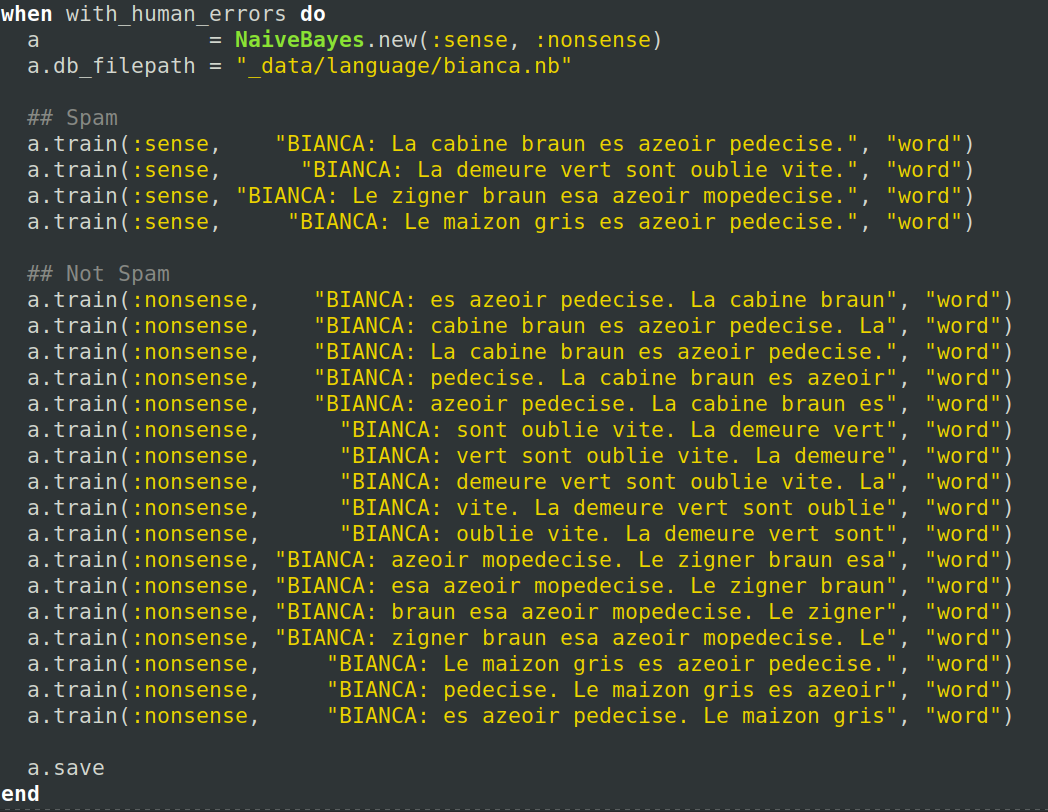 when with_human_errors do
  a             = NaiveBayes.new(:sense, :nonsense)
  a.db_filepath = "_data/language/bianca.nb"

  ## Spam
  a.train(:sense,    "BIANCA: La cabine braun es azeoir pedecise.", "word")
  a.train(:sense,      "BIANCA: La demeure vert sont oublie vite.", "word")
  a.train(:sense, "BIANCA: Le zigner braun esa azeoir mopedecise.", "word")
  a.train(:sense,     "BIANCA: Le maizon gris es azeoir pedecise.", "word")

  ## Not Spam
  a.train(:nonsense,    "BIANCA: es azeoir pedecise. La cabine braun", "word")
  a.train(:nonsense,    "BIANCA: cabine braun es azeoir pedecise. La", "word")
  a.train(:nonsense,    "BIANCA: La cabine braun es azeoir pedecise.", "word")
  a.train(:nonsense,    "BIANCA: pedecise. La cabine braun es azeoir", "word")
  a.train(:nonsense,    "BIANCA: azeoir pedecise. La cabine braun es", "word")
  a.train(:nonsense,      "BIANCA: sont oublie vite. La demeure vert", "word")
  a.train(:nonsense,      "BIANCA: vert sont oublie vite. La demeure", "word")
  a.train(:nonsense,      "BIANCA: demeure vert sont oublie vite. La", "word")
  a.train(:nonsense,      "BIANCA: vite. La demeure vert sont oublie", "word")
  a.train(:nonsense,      "BIANCA: oublie vite. La demeure vert sont", "word")
  a.train(:nonsense, "BIANCA: azeoir mopedecise. Le zigner braun esa", "word")
  a.train(:nonsense, "BIANCA: esa azeoir mopedecise. Le zigner braun", "word")
  a.train(:nonsense, "BIANCA: braun esa azeoir mopedecise. Le zigner", "word")
  a.train(:nonsense, "BIANCA: zigner braun esa azeoir mopedecise. Le", "word")
  a.train(:nonsense,     "BIANCA: Le maizon gris es azeoir pedecise.", "word")
  a.train(:nonsense,     "BIANCA: pedecise. Le maizon gris es azeoir", "word")
  a.train(:nonsense,     "BIANCA: es azeoir pedecise. Le maizon gris", "word")

  a.save
end